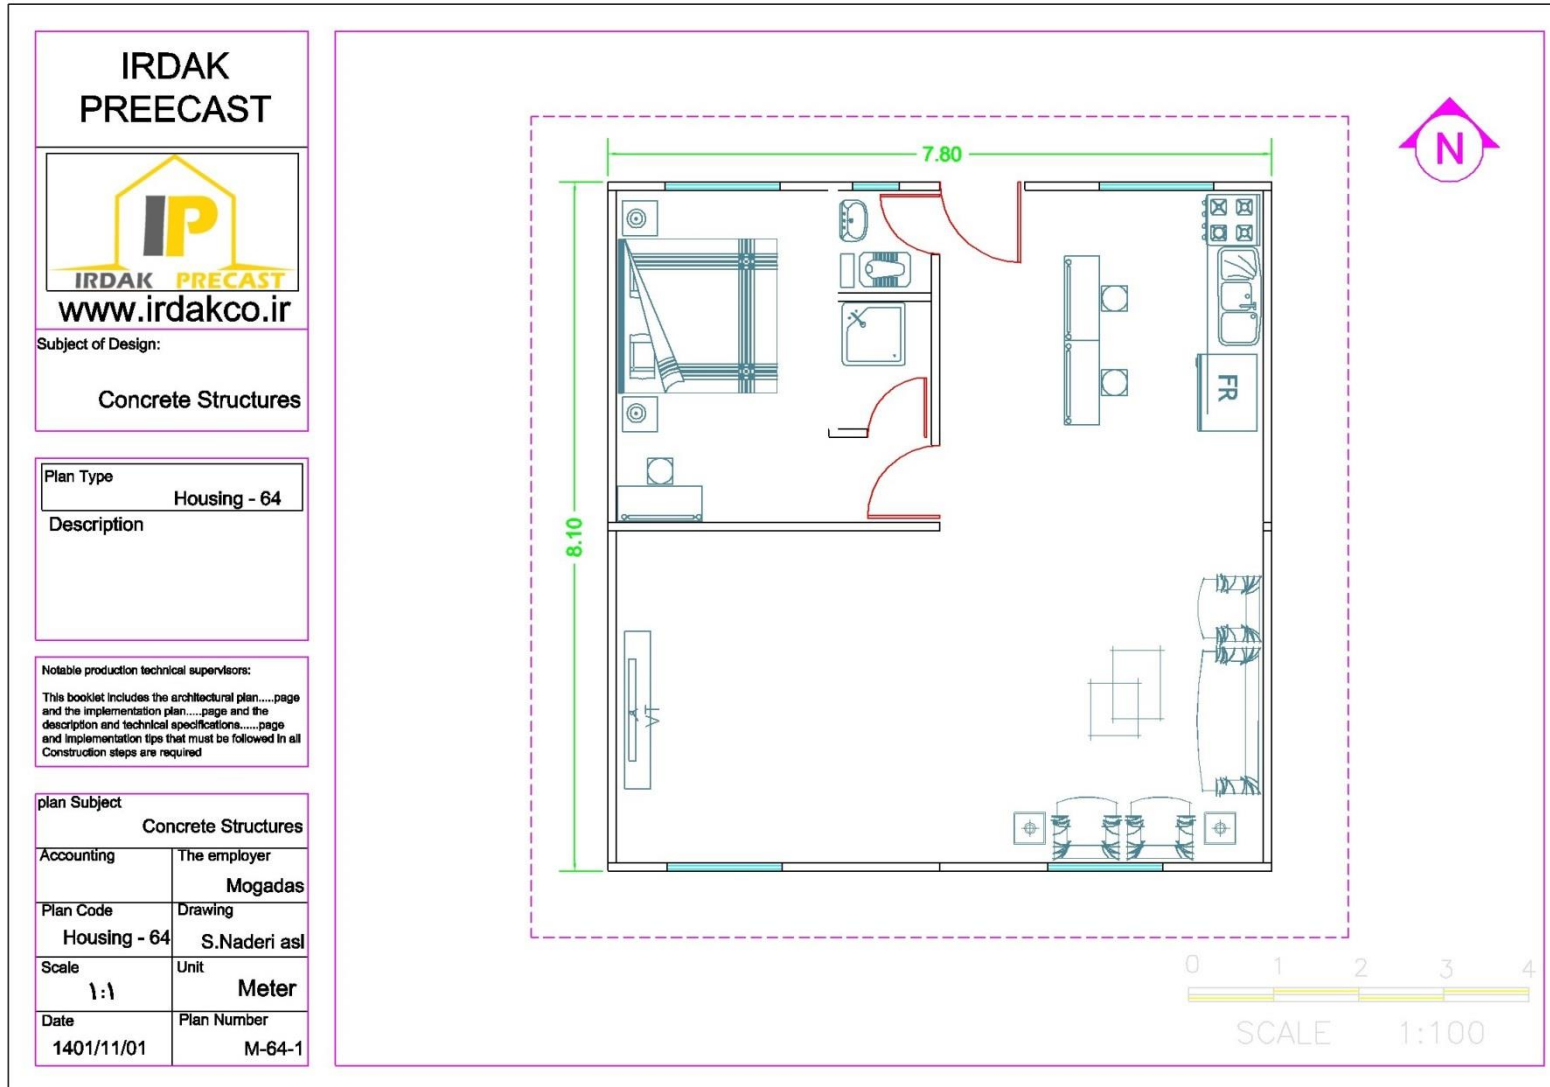 IRDAK
PREECAST
IP
IRDAK PRECAST
www.irdakco.ir
Subject of Design:
Concrete Structures
Plan Type
Housing - 64
Description
Notable production technical supervisors:
This booklet includes the architectural plan.....page
and the implementation plan.....page and the
description and technical specifications......page
and implementation tips that must be followed in all
Construction steps are required
plan Subject
Concrete Structures
Accounting
The employer
Mogadas
Plan Code
Housing - 64
Drawing
S.Naderi asl
Scale
۱:۱
Unit
Meter
Date
1401/11/01
Plan Number
M-64-1
7.80
8.10
FR
TV
N
0 1 2 3 4
SCALE 1:100